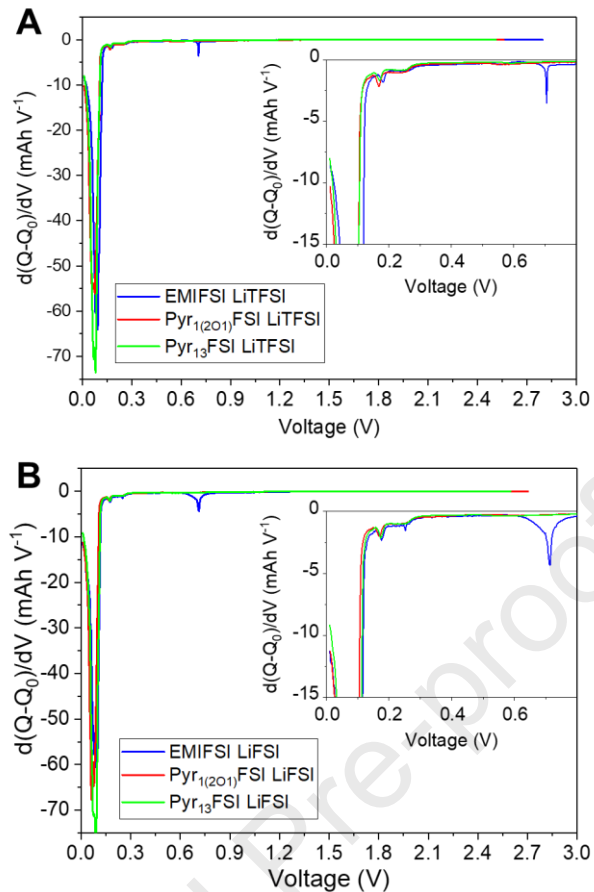 A
d(Q-Q₀)/dV (mAh V⁻¹)
0
-10
-20
-30
-40
-50
-60
-70
0.0 0.3 0.6 0.9 1.2 1.5 1.8 2.1 2.4 2.7 3.0
Voltage (V)
d(Q-Q₀)/dV (mAh V⁻¹)
0
-5
-10
-15
0.0 0.2 0.4 0.6
Voltage (V)
EMIFSI LiTFSI
Pyr₁₍₂O₁₎FSI LiTFSI
Pyr₁₃FSI LiTFSI
B
d(Q-Q₀)/dV (mAh V⁻¹)
0
-10
-20
-30
-40
-50
-60
-70
0.0 0.3 0.6 0.9 1.2 1.5 1.8 2.1 2.4 2.7 3.0
Voltage (V)
d(Q-Q₀)/dV (mAh V⁻¹)
0
-5
-10
-15
0.0 0.2 0.4 0.6
Voltage (V)
EMIFSI LiFSI
Pyr₁₍₂O₁₎FSI LiFSI
Pyr₁₃FSI LiFSI
Pre-proof